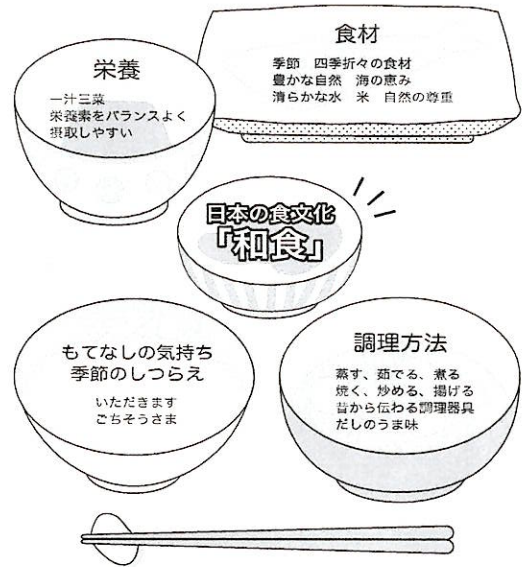 栄養
一汁三菜
栄養素をバランスよく
摂取しやすい
食材
季節　四季折々の食材
豊かな自然　海の恵み
清らかな水　米　自然の尊重
日本の食文化
「和食」
もてなしの気持ち
季節のしつらえ
いただきます
ごちそうさま
調理方法
蒸す、茹でる、煮る
焼く、炒める、揚げる
昔から伝わる調理器具
だしのうま味